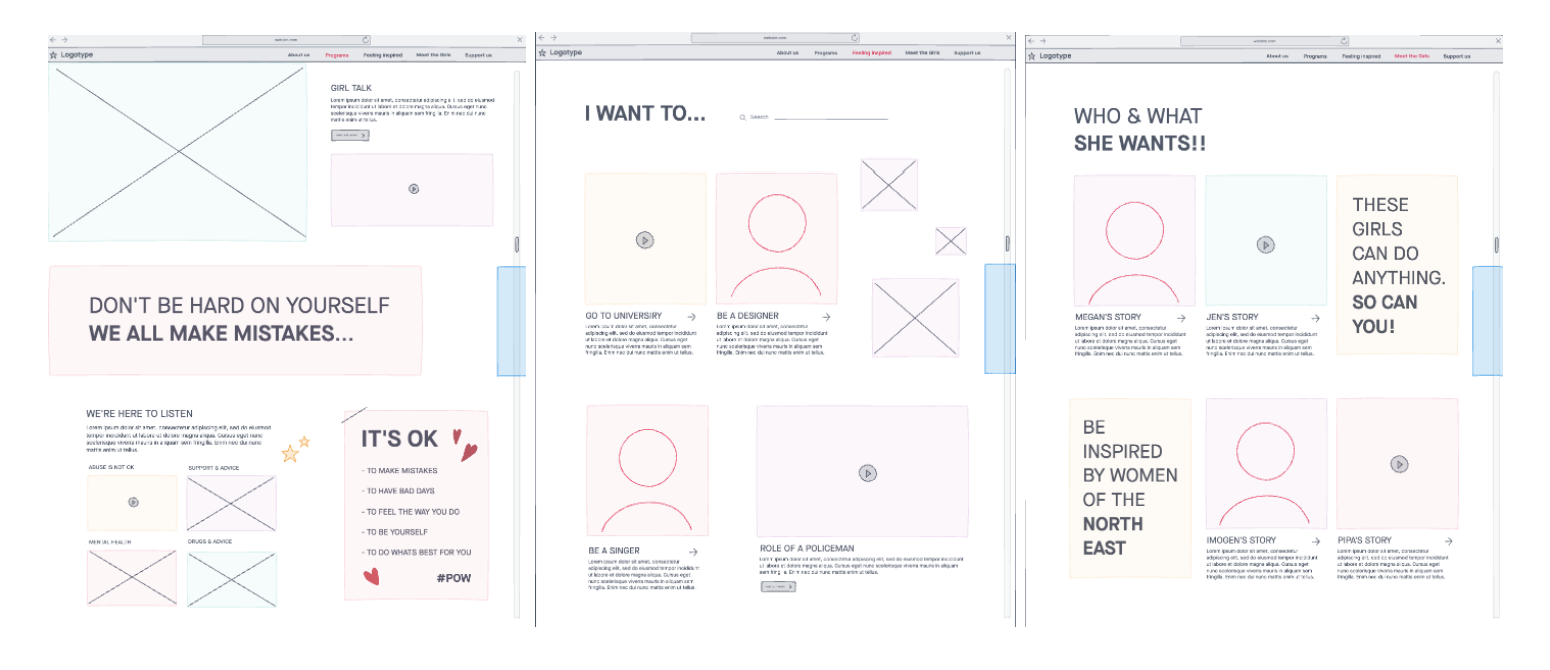 website.com
Logotype
About us Programs Feeling inspired Meet the Girls Support us
GIRL TALK
Lorem ipsum dolor sit amet, consectetur adipiscing elit, sed do eiusmod
tempor incididunt ut labore et dolore magna aliqua. Cursus eget nunc
scelerisque viverra mauris in aliquam sem fringilla. Enim nec dui nunc
mattis enim ut tellus.
DON'T BE HARD ON YOURSELF
WE ALL MAKE MISTAKES...
WE'RE HERE TO LISTEN
Lorem ipsum dolor sit amet, consectetur adipiscing elit, sed do eiusmod
tempor incididunt ut labore et dolore magna aliqua. Cursus eget nunc
scelerisque viverra mauris in aliquam sem fringilla. Enim nec dui nunc
mattis enim ut tellus.
ABUSE IS NOT OK
SUPPORT & ADVICE
MENTAL HEALTH
DRUGS & ADVICE
IT'S OK
- TO MAKE MISTAKES
- TO HAVE BAD DAYS
- TO FEEL THE WAY YOU DO
- TO BE YOURSELF
- TO DO WHATS BEST FOR YOU
#POW
website.com
Logotype
About us Programs Feeling inspired Meet the Girls Support us
I WANT TO...
Search
GO TO UNIVERSIRY
Lorem ipsum dolor sit amet, consectetur
adipiscing elit, sed do eiusmod tempor incididunt
ut labore et dolore magna aliqua. Cursus eget
nunc scelerisque viverra mauris in aliquam sem
fringilla. Enim nec dui nunc mattis enim ut tellus.
BE A DESIGNER
Lorem ipsum dolor sit amet, consectetur
adipiscing elit, sed do eiusmod tempor incididunt
ut labore et dolore magna aliqua. Cursus eget
nunc scelerisque viverra mauris in aliquam sem
fringilla. Enim nec dui nunc mattis enim ut tellus.
BE A SINGER
Lorem ipsum dolor sit amet, consectetur
adipiscing elit, sed do eiusmod tempor incididunt
ut labore et dolore magna aliqua. Cursus eget
nunc scelerisque viverra mauris in aliquam sem
fringilla. Enim nec dui nunc mattis enim ut tellus.
ROLE OF A POLICEMAN
Lorem ipsum dolor sit amet, consectetur adipiscing elit, sed do eiusmod tempor incididunt
ut labore et dolore magna aliqua. Cursus eget nunc scelerisque viverra mauris in aliquam
sem fringilla. Enim nec dui nunc mattis enim ut tellus.
website.com
Logotype
About us Programs Feeling inspired Meet the Girls Support us
WHO & WHAT
SHE WANTS!!
MEGAN'S STORY
Lorem ipsum dolor sit amet, consectetur
adipiscing elit, sed do eiusmod tempor incididunt
ut labore et dolore magna aliqua. Cursus eget
nunc scelerisque viverra mauris in aliquam sem
fringilla. Enim nec dui nunc mattis enim ut tellus.
JEN'S STORY
Lorem ipsum dolor sit amet, consectetur
adipiscing elit, sed do eiusmod tempor incididunt
ut labore et dolore magna aliqua. Cursus eget
nunc scelerisque viverra mauris in aliquam sem
fringilla. Enim nec dui nunc mattis enim ut tellus.
THESE
GIRLS
CAN DO
ANYTHING.
SO CAN
YOU!
BE
INSPIRED
BY WOMEN
OF THE
NORTH
EAST
IMOGEN'S STORY
Lorem ipsum dolor sit amet, consectetur
adipiscing elit, sed do eiusmod tempor incididunt
ut labore et dolore magna aliqua. Cursus eget
nunc scelerisque viverra mauris in aliquam sem
fringilla. Enim nec dui nunc mattis enim ut tellus.
PIPA'S STORY
Lorem ipsum dolor sit amet, consectetur
adipiscing elit, sed do eiusmod tempor incididunt
ut labore et dolore magna aliqua. Cursus eget
nunc scelerisque viverra mauris in aliquam sem
fringilla. Enim nec dui nunc mattis enim ut tellus.